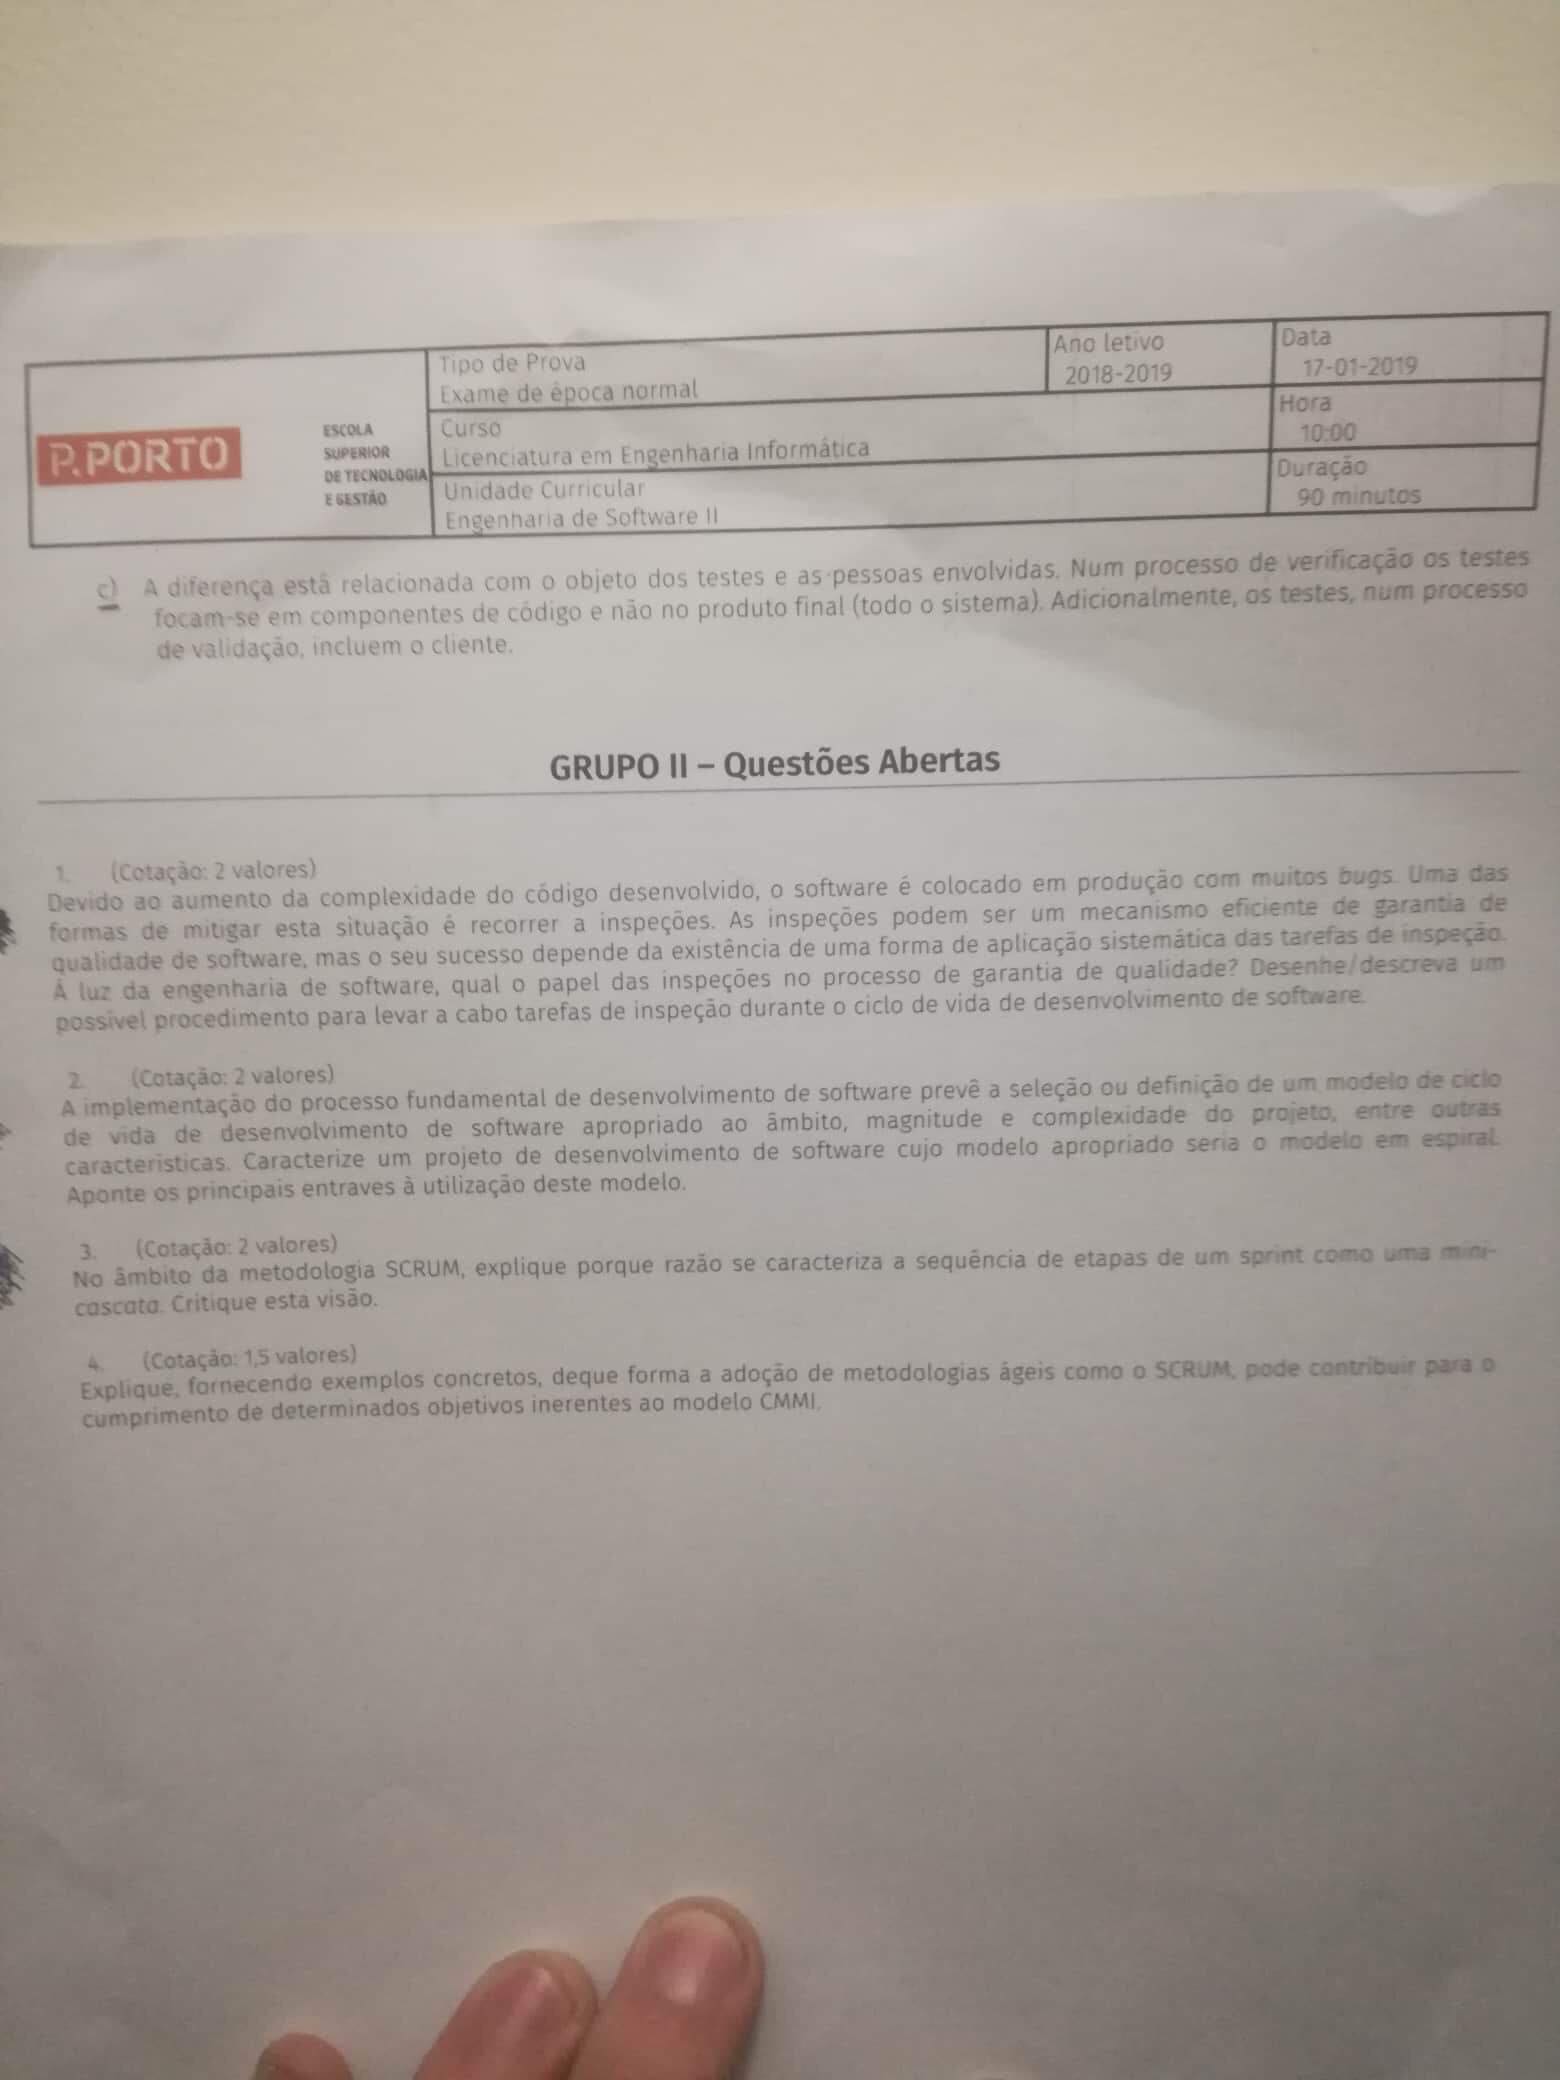 P.PORTO
ESCOLA
SUPERIOR
DE TECNOLOGIA
E GESTÃO
Tipo de Prova
Exame de época normal
Ano letivo
2018-2019
Data
17-01-2019
Curso
Licenciatura em Engenharia Informática
Hora
10:00
Unidade Curricular
Engenharia de Software II
Duração
90 minutos
c) A diferença está relacionada com o objeto dos testes e as pessoas envolvidas. Num processo de verificação os testes
focam-se em componentes de código e não no produto final (todo o sistema). Adicionalmente, os testes, num processo
de validação, incluem o cliente.
GRUPO II – Questões Abertas
1. (Cotação: 2 valores)
Devido ao aumento da complexidade do código desenvolvido, o software é colocado em produção com muitos bugs. Uma das
formas de mitigar esta situação é recorrer a inspeções. As inspeções podem ser um mecanismo eficiente de garantia de
qualidade de software, mas o seu sucesso depende da existência de uma forma de aplicação sistemática das tarefas de inspeção.
À luz da engenharia de software, qual o papel das inspeções no processo de garantia de qualidade? Desenhe/descreva um
possível procedimento para levar a cabo tarefas de inspeção durante o ciclo de vida de desenvolvimento de software.
2. (Cotação: 2 valores)
A implementação do processo fundamental de desenvolvimento de software prevê a seleção ou definição de um modelo de ciclo
de vida de desenvolvimento de software apropriado ao âmbito, magnitude e complexidade do projeto, entre outras
características. Caracterize um projeto de desenvolvimento de software cujo modelo apropriado seria o modelo em espiral.
Aponte os principais entraves à utilização deste modelo.
3. (Cotação: 2 valores)
No âmbito da metodologia SCRUM, explique porque razão se caracteriza a sequência de etapas de um sprint como uma mini-
cascata. Critique esta visão.
4. (Cotação: 1,5 valores)
Explique, fornecendo exemplos concretos, deque forma a adoção de metodologias ágeis como o SCRUM, pode contribuir para o
cumprimento de determinados objetivos inerentes ao modelo CMMI.